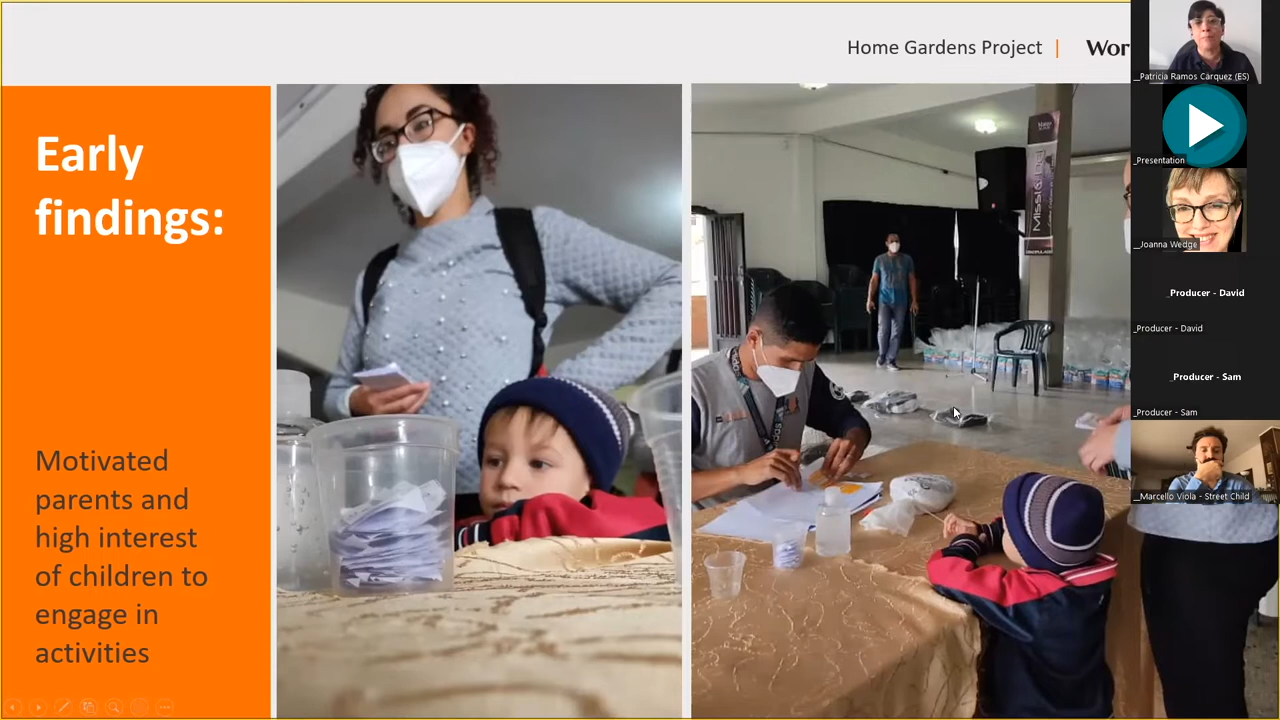 Home Gardens Project |
Early
findings:
Motivated
parents and
high interest
of children to
engage in
activities
_Patricia Ramos Cárquez (ES)
_Presentation
_Joanna Wedge
_Producer - David
_Producer - David
_Producer - Sam
_Producer - Sam
_Marcello Viola - Street Child